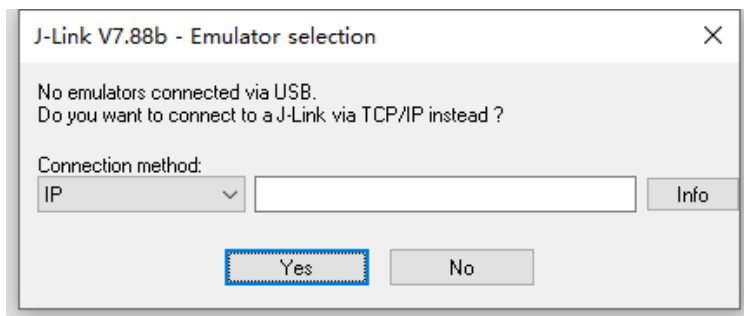 J-Link V7.88b - Emulator selection
No emulators connected via USB.
Do you want to connect to a J-Link via TCP/IP instead ?
Connection method:
IP
Info
Yes
No